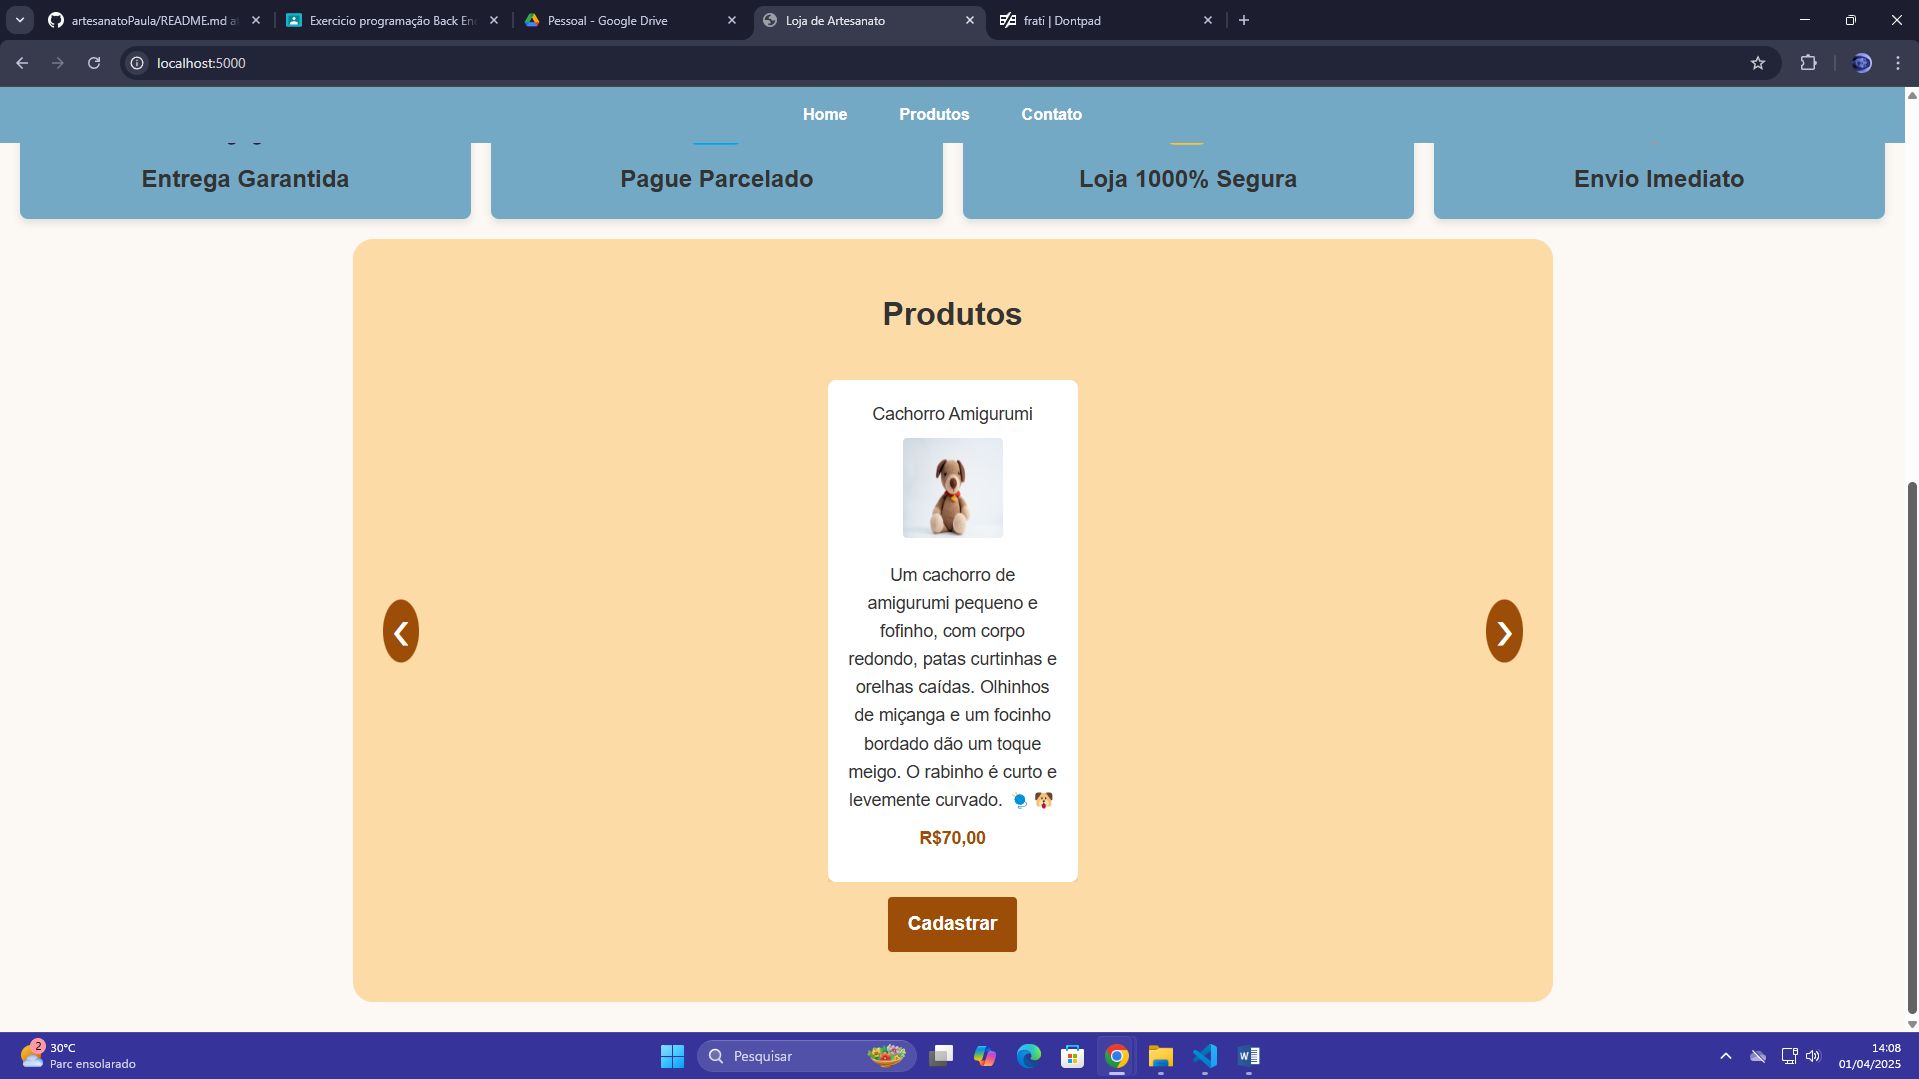 artesanatoPaula/README.md at
Exercicio programação Back En
Pessoal - Google Drive
Loja de Artesanato
frati | Dontpad
localhost:5000
Home
Produtos
Contato
Entrega Garantida
Pague Parcelado
Loja 1000% Segura
Envio Imediato
Produtos
Cachorro Amigurumi
Um cachorro de
amigurumi pequeno e
fofinho, com corpo
redondo, patas curtinhas e
orelhas caídas. Olhinhos
de miçanga e um focinho
bordado dão um toque
meigo. O rabinho é curto e
levemente curvado. 🧶 🐶
R$70,00
❮
❯
Cadastrar
2
30°C
Parc ensolarado
Pesquisar
14:08
01/04/2025